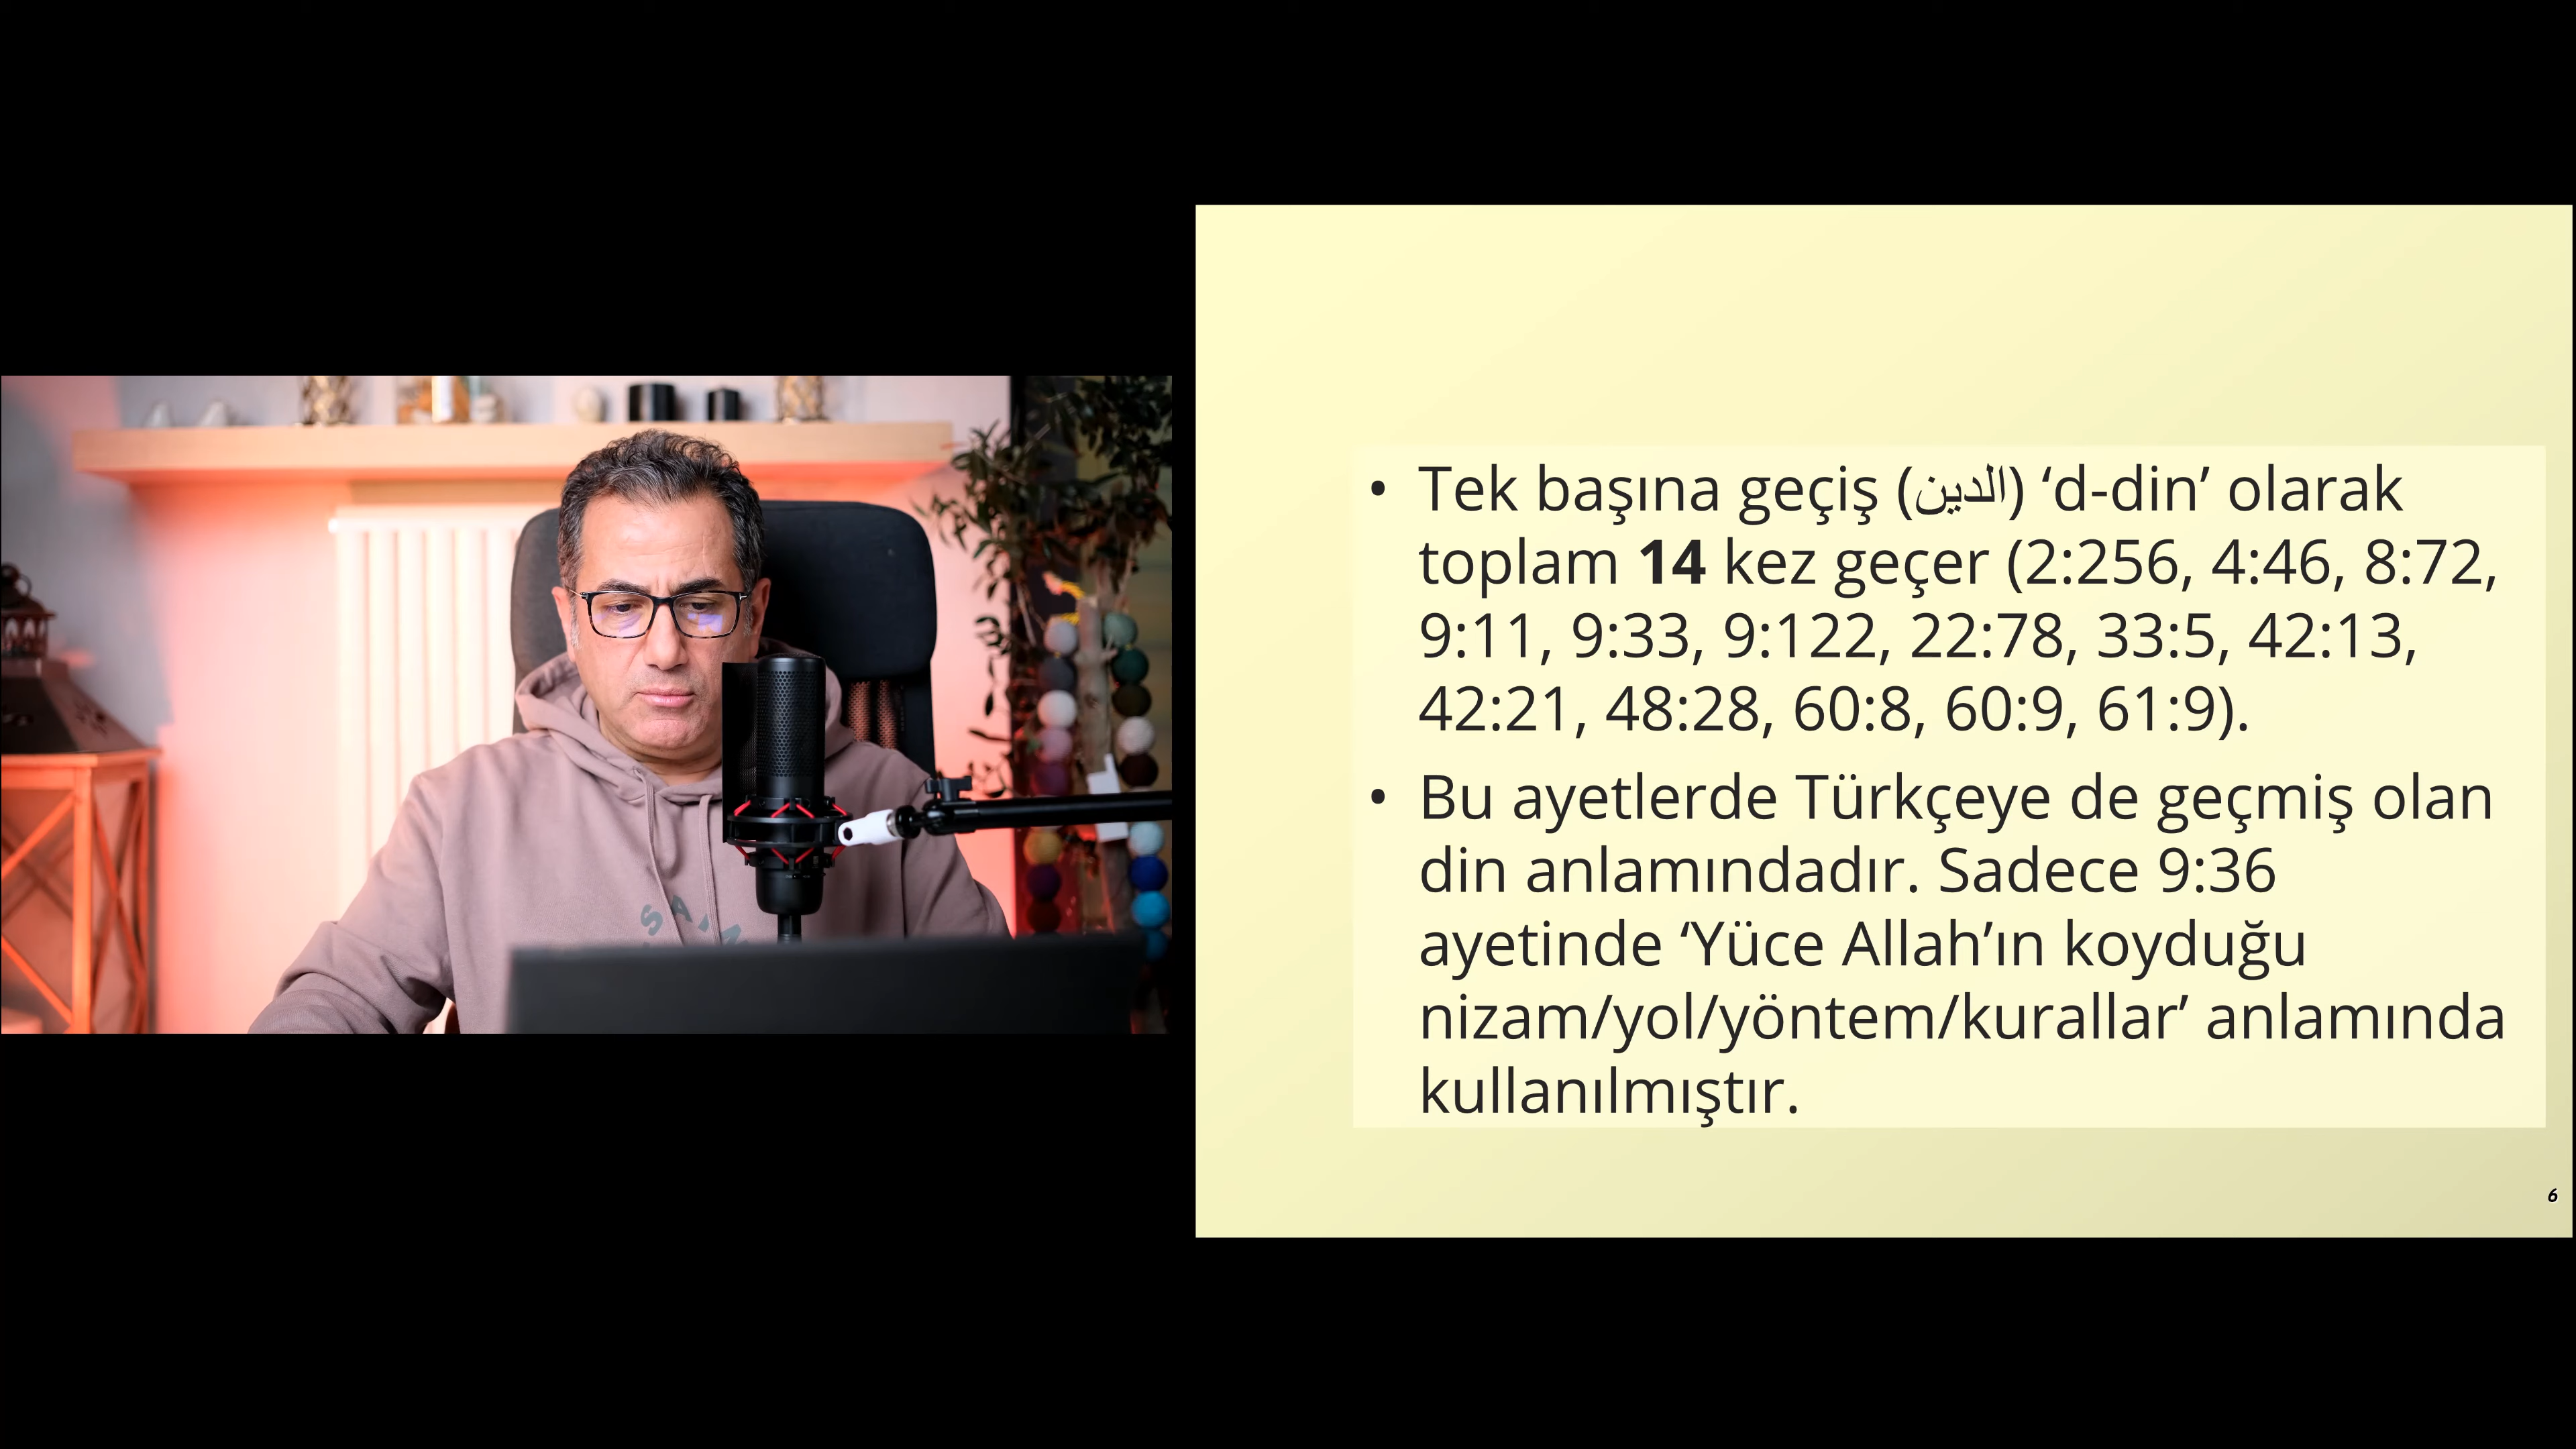 • Tek başına geçiş (الدين) ‘d-din’ olarak
toplam 14 kez geçer (2:256, 4:46, 8:72,
9:11, 9:33, 9:122, 22:78, 33:5, 42:13,
42:21, 48:28, 60:8, 60:9, 61:9).
• Bu ayetlerde Türkçeye de geçmiş olan
din anlamındadır. Sadece 9:36
ayetinde ‘Yüce Allah’ın koyduğu
nizam/yol/yöntem/kurallar’ anlamında
kullanılmıştır.
6